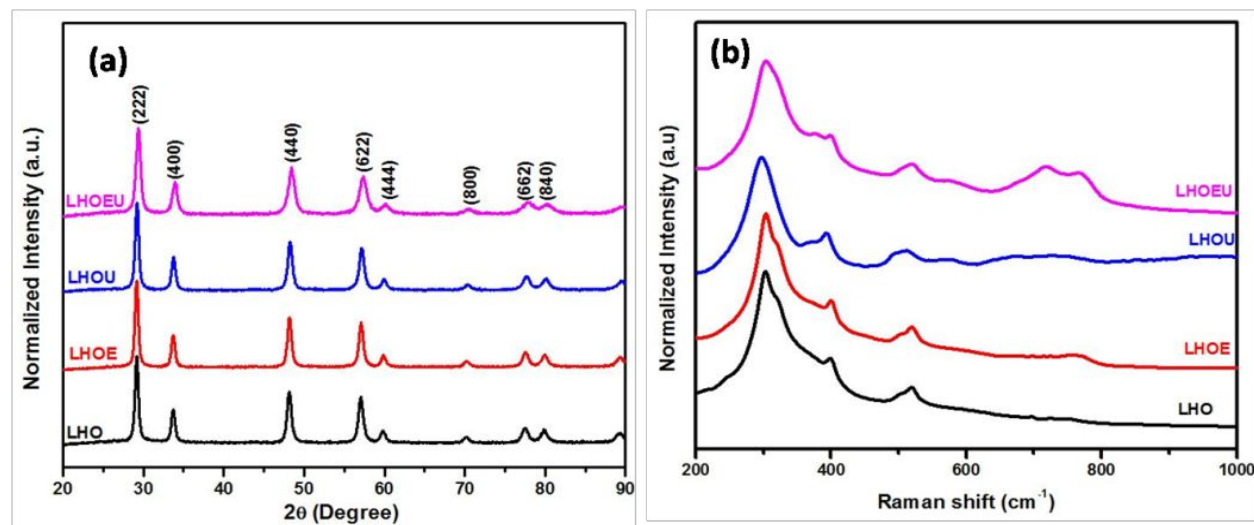 (a)
(222)
(400)
(440)
(622)
(444)
(800)
(662)
(840)
LHOEU
LHOU
LHOE
LHO
20 30 40 50 60 70 80 90
2θ (Degree)
Normalized Intensity (a.u.)
(b)
LHOEU
LHOU
LHOE
LHO
200 400 600 800 1000
Raman shift (cm-1)
Normalized Intensity (a.u)